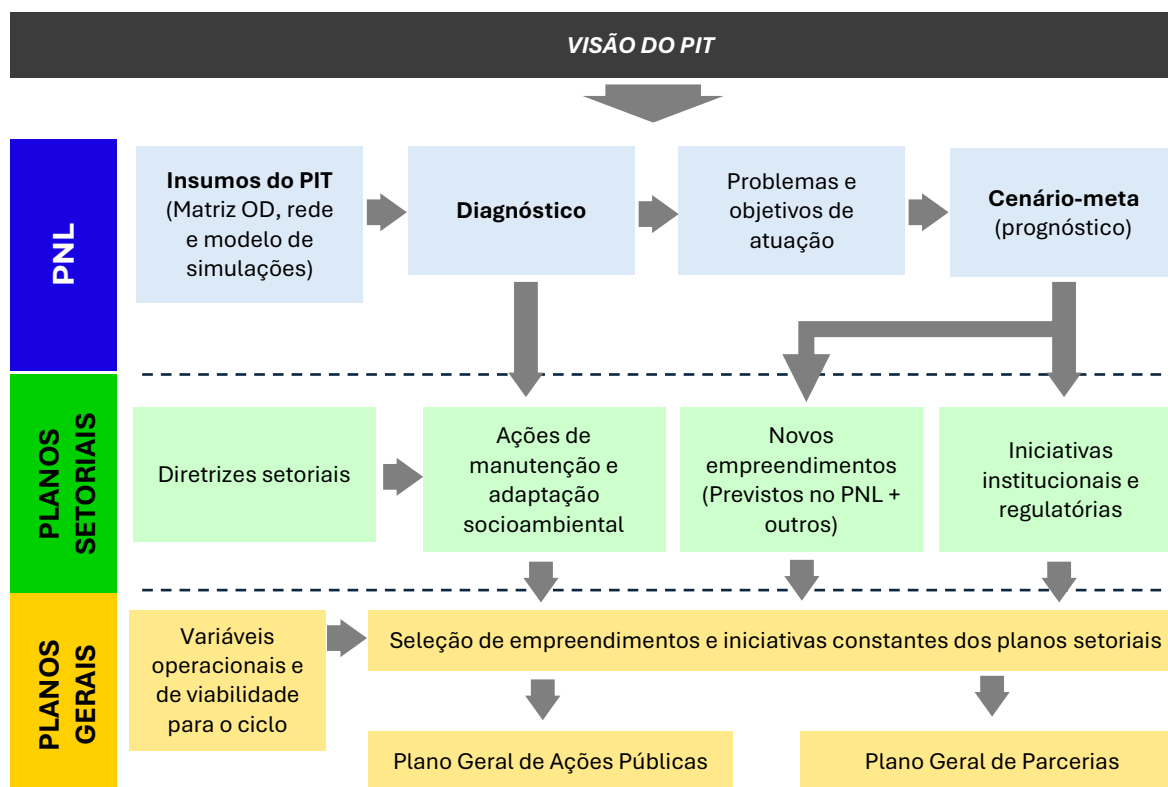 VISÃO DO PIT
PNL
Insumos do PIT
(Matriz OD, rede
e modelo de
simulações)
Diagnóstico
Problemas e
objetivos de
atuação
Cenário-meta
(prognóstico)
PLANOS
SETORIAIS
Diretrizes setoriais
Ações de
manutenção e
adaptação
socioambiental
Novos
empreendimentos
(Previstos no PNL +
outros)
Iniciativas
institucionais e
regulatórias
PLANOS
GERAIS
Variáveis
operacionais e
de viabilidade
para o ciclo
Seleção de empreendimentos e iniciativas constantes dos planos setoriais
Plano Geral de Ações Públicas
Plano Geral de Parcerias